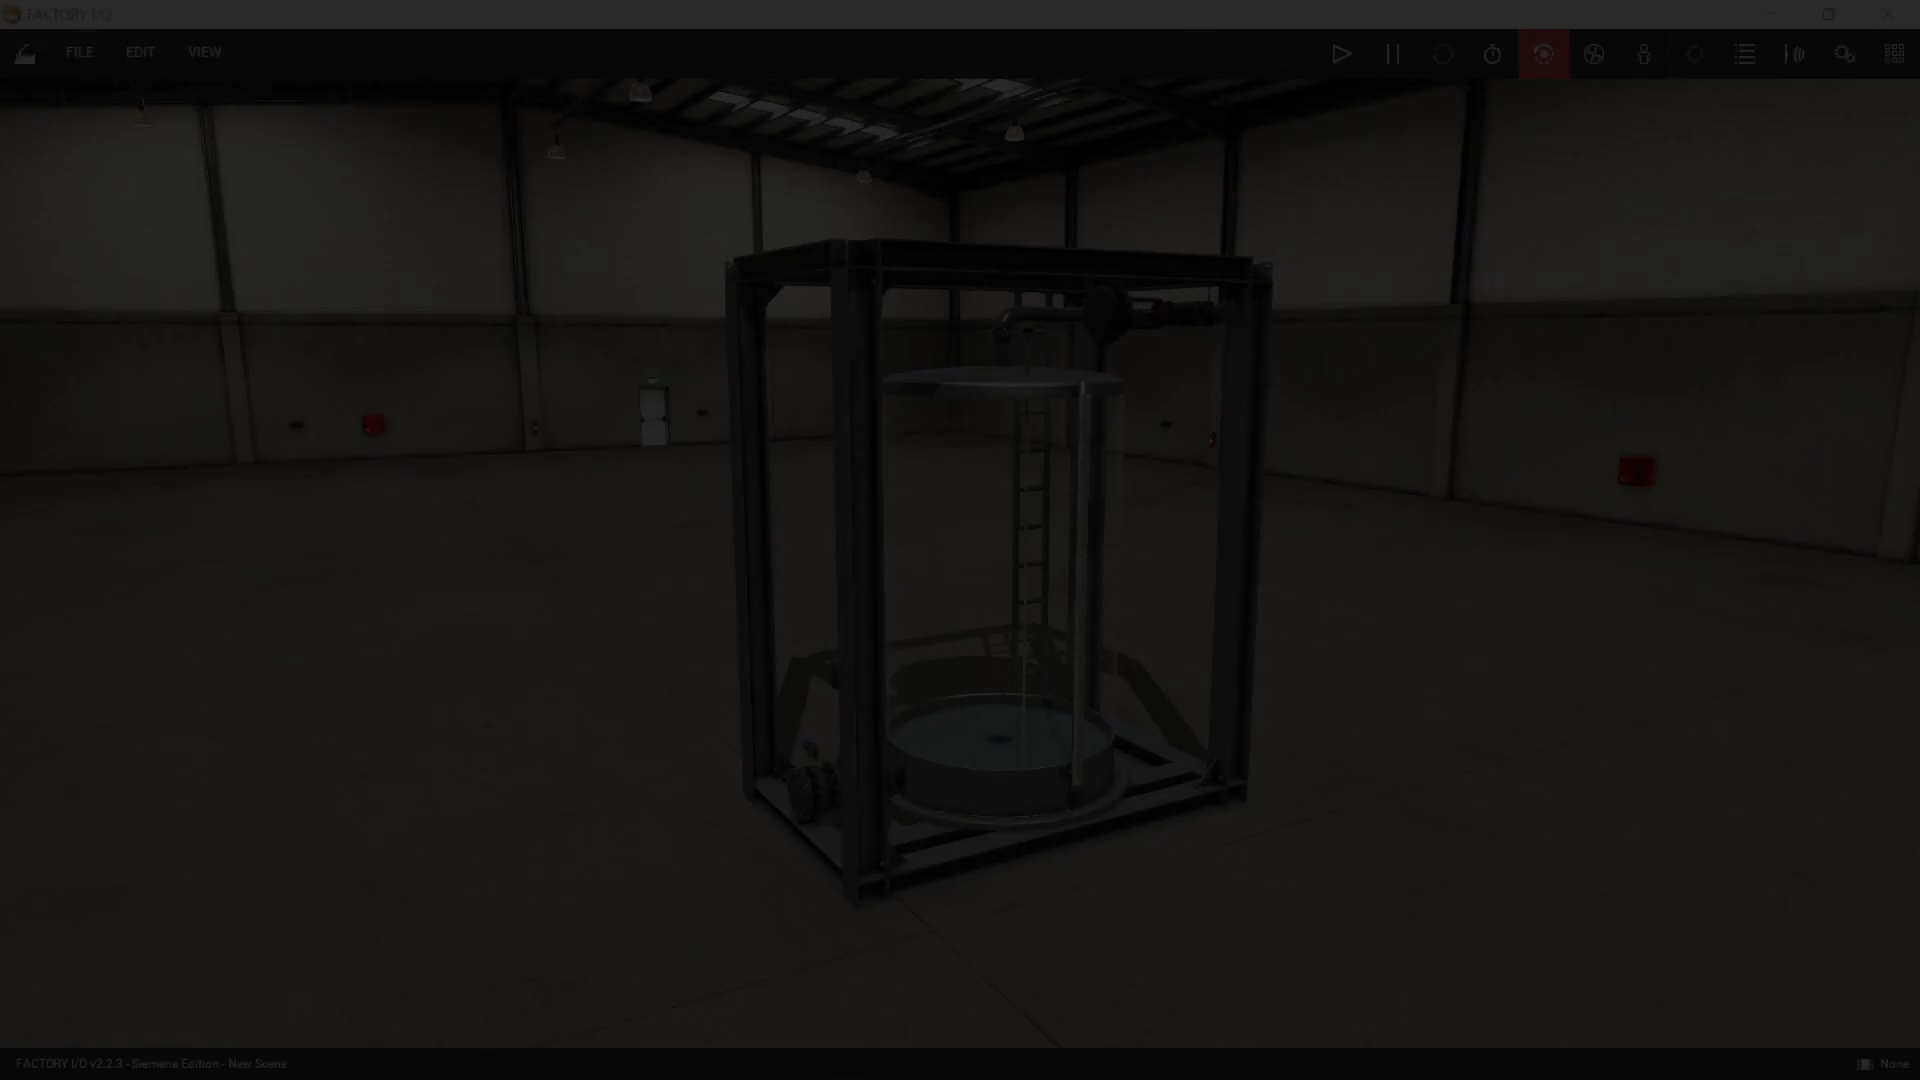 FACTORY I/O
FILE
EDIT
VIEW
FACTORY I/O v2.2.3 - Siemens Edition - New Scene
None